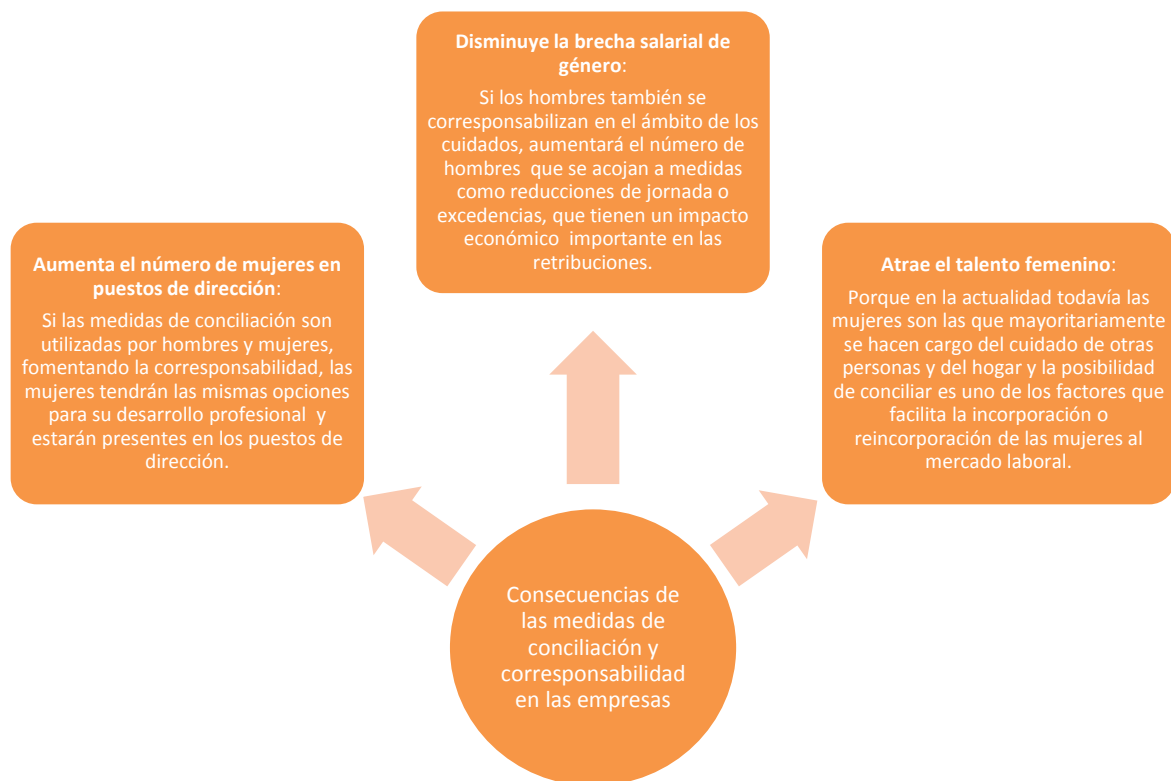 Disminuye la brecha salarial de
género:
Si los hombres también se
corresponsabilizan en el ámbito de los
cuidados, aumentará el número de
hombres que se acojan a medidas
como reducciones de jornada o
excedencias, que tienen un impacto
económico importante en las
retribuciones.
Aumenta el número de mujeres en
puestos de dirección:
Si las medidas de conciliación son
utilizadas por hombres y mujeres,
fomentando la corresponsabilidad, las
mujeres tendrán las mismas opciones
para su desarrollo profesional y
estarán presentes en los puestos de
dirección.
Atrae el talento femenino:
Porque en la actualidad todavía las
mujeres son las que mayoritariamente
se hacen cargo del cuidado de otras
personas y del hogar y la posibilidad
de conciliar es uno de los factores que
facilita la incorporación o
reincorporación de las mujeres al
mercado laboral.
Consecuencias de
las medidas de
conciliación y
corresponsabilidad
en las empresas